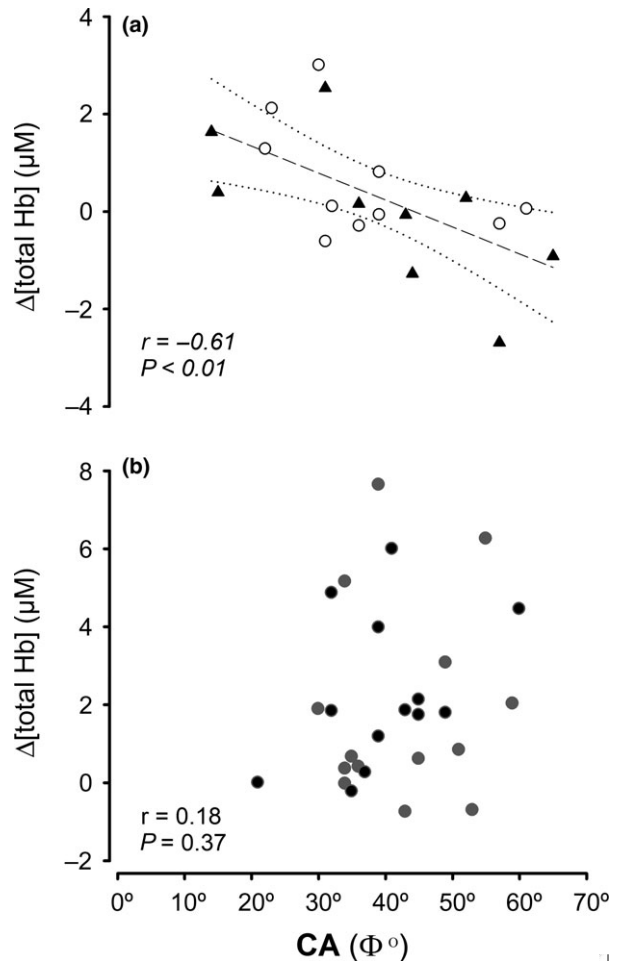 (a)
4
2
0
−2
−4
Δ[total Hb] (µM)
r = −0.61
P < 0.01
(b)
8
6
4
2
0
−2
Δ[total Hb] (µM)
r = 0.18
P = 0.37
0º 10º 20º 30º 40º 50º 60º 70º
CA (Φ º)